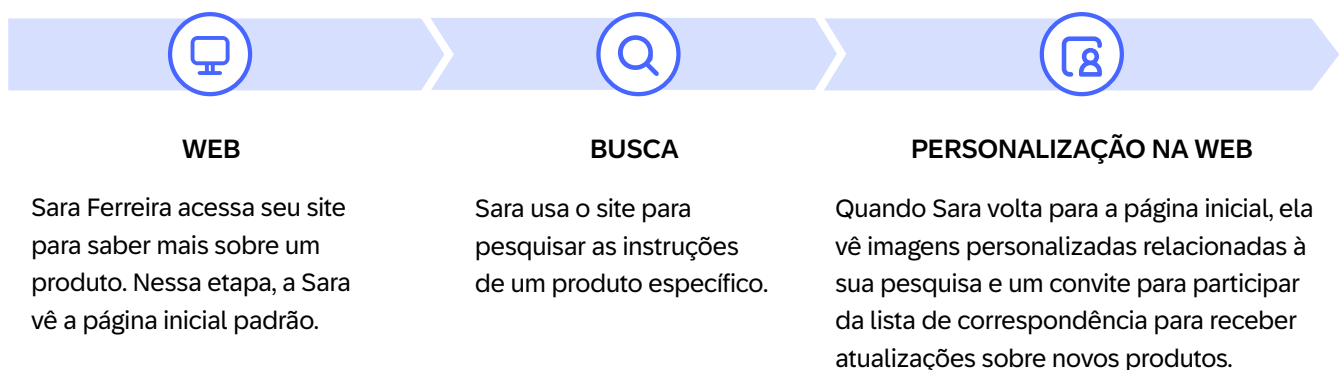 WEB
Sara Ferreira acessa seu site
para saber mais sobre um
produto. Nessa etapa, a Sara
vê a página inicial padrão.
BUSCA
Sara usa o site para
pesquisar as instruções
de um produto específico.
PERSONALIZAÇÃO NA WEB
Quando Sara volta para a página inicial, ela
vê imagens personalizadas relacionadas à
sua pesquisa e um convite para participar
da lista de correspondência para receber
atualizações sobre novos produtos.